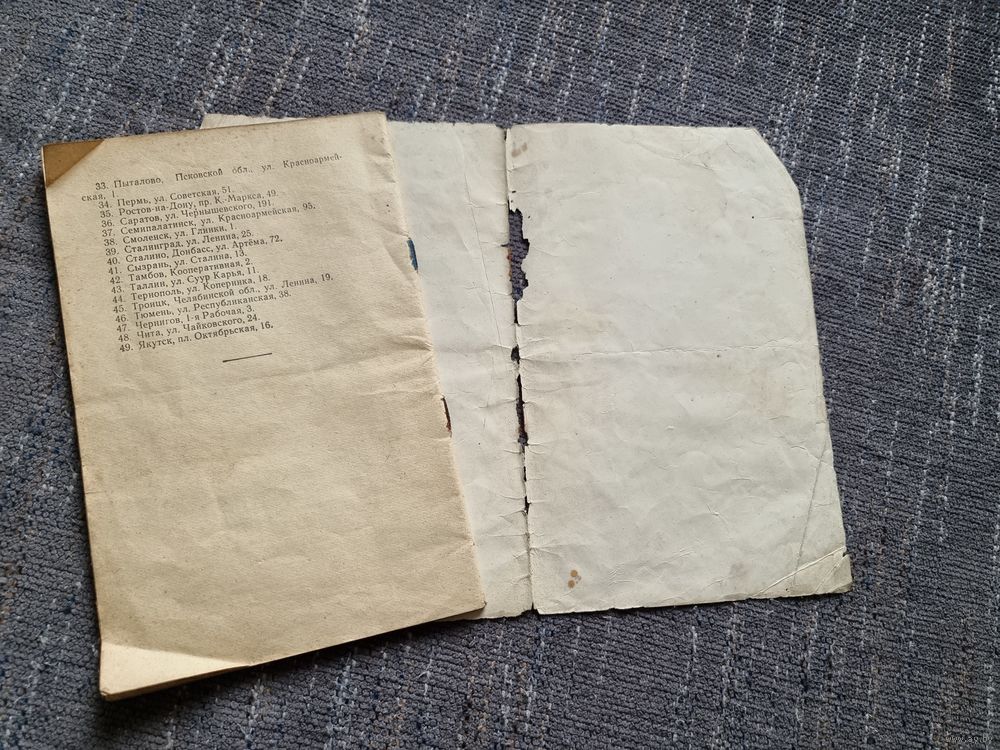 33. Пыталово, Псковской обл., ул. Красноармей-
ская, 1.
34. Пермь, ул. Советская, 51.
35. Ростов-на-Дону, пр. К.-Маркса, 49.
36. Саратов, ул. Чернышевского, 191.
37. Семипалатинск, ул. Красноармейская, 95.
38. Смоленск, ул. Глинки, 1.
39. Сталинград, ул. Ленина, 25.
40. Сталино, Донбасс, ул. Артёма, 72.
41. Сызрань, ул. Сталина, 13.
42. Тамбов, Кооперативная, 2.
43. Таллин, ул. Суур Карья, 11.
44. Тернополь, ул. Коперника, 18.
45. Троицк, Челябинской обл., ул. Ленина, 19.
46. Тюмень, ул. Республиканская, 38.
47. Чернигов, 1-я Рабочая, 3.
48. Чита, ул. Чайковского, 24.
49. Якутск, пл. Октябрьская, 16.
www.ay.by